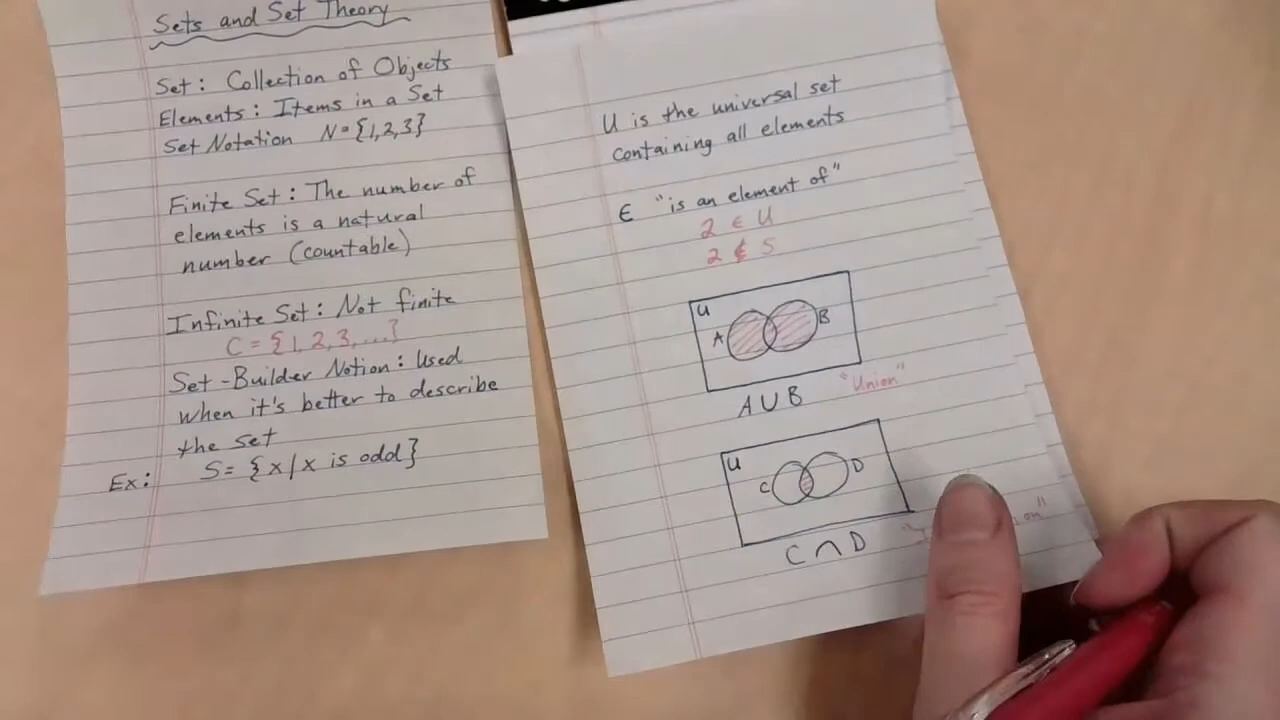 Sets and Set Theory
Set: Collection of Objects
Elements: Items in a Set
Set Notation N={1,2,3}
Finite Set: The number of
elements is a natural
number (countable)
Infinite Set: Not finite
C={1,2,3,...}
Set-Builder Notion: Used
when it's better to describe
the set
Ex: S={x/x is odd}
U is the universal set
containing all elements
∈ "is an element of"
2 ∈ U
2 ∉ S
U
A B
A ∪ B "Union"
U
C D
C ∩ D